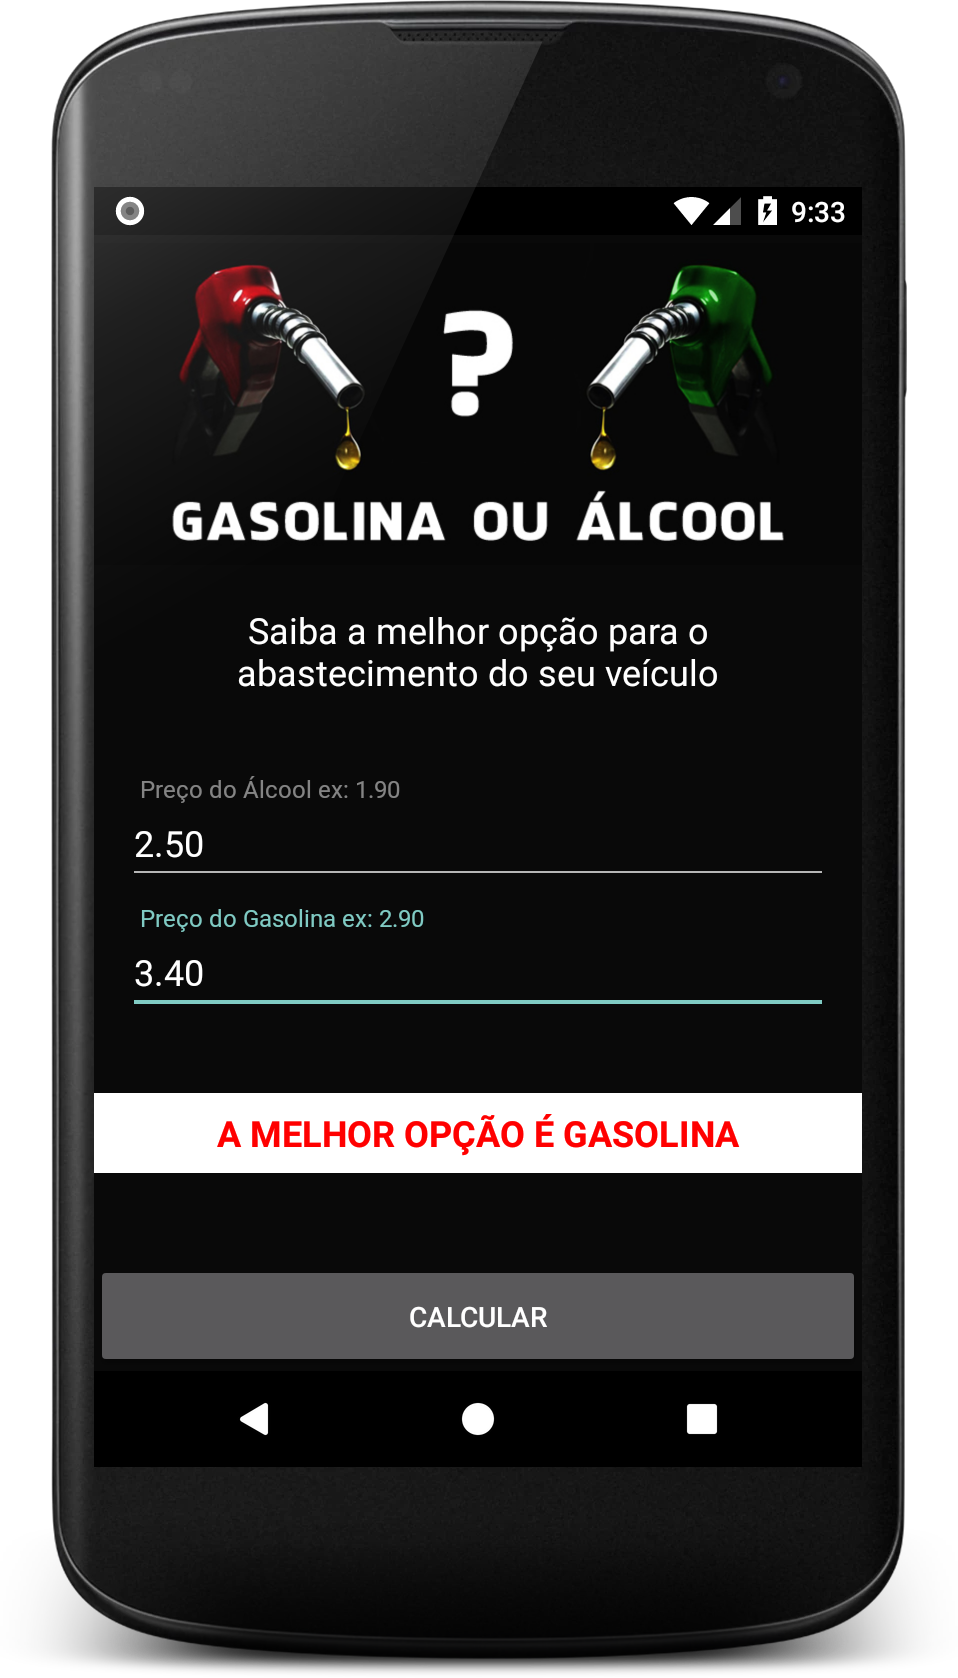 9:33
?
GASOLINA OU ÁLCOOL
Saiba a melhor opção para o
abastecimento do seu veículo
Preço do Álcool ex: 1.90
2.50
Preço do Gasolina ex: 2.90
3.40
A MELHOR OPÇÃO É GASOLINA
CALCULAR